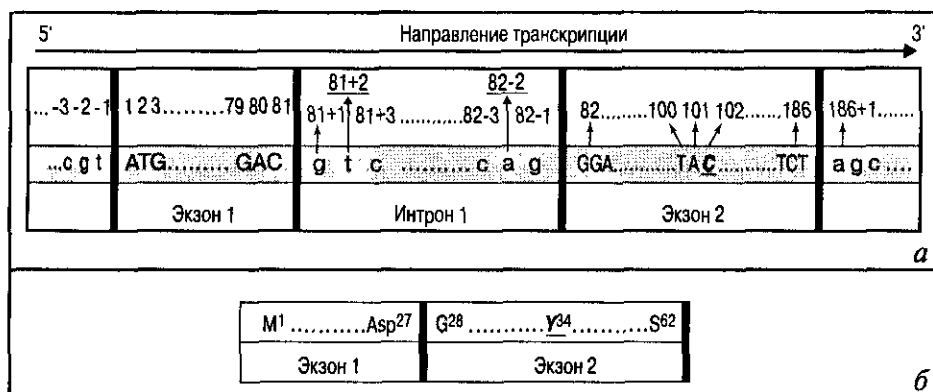 5' Направление транскрипции 3'
81+2 82-2
...-3-2-1 1 2 3.........79 80 81 81+1 81+3 ............82-3 82-1 82........100 101 102.........186 186+1......
...c g t ATG........GAC g t c ..........c a g GGA..........TAC..........TCT a g c....
Экзон 1 Интрон 1 Экзон 2
а
M¹ ...........Asp²⁷ G²⁸ ............Y³⁴ ............S⁶²
Экзон 1 Экзон 2
б